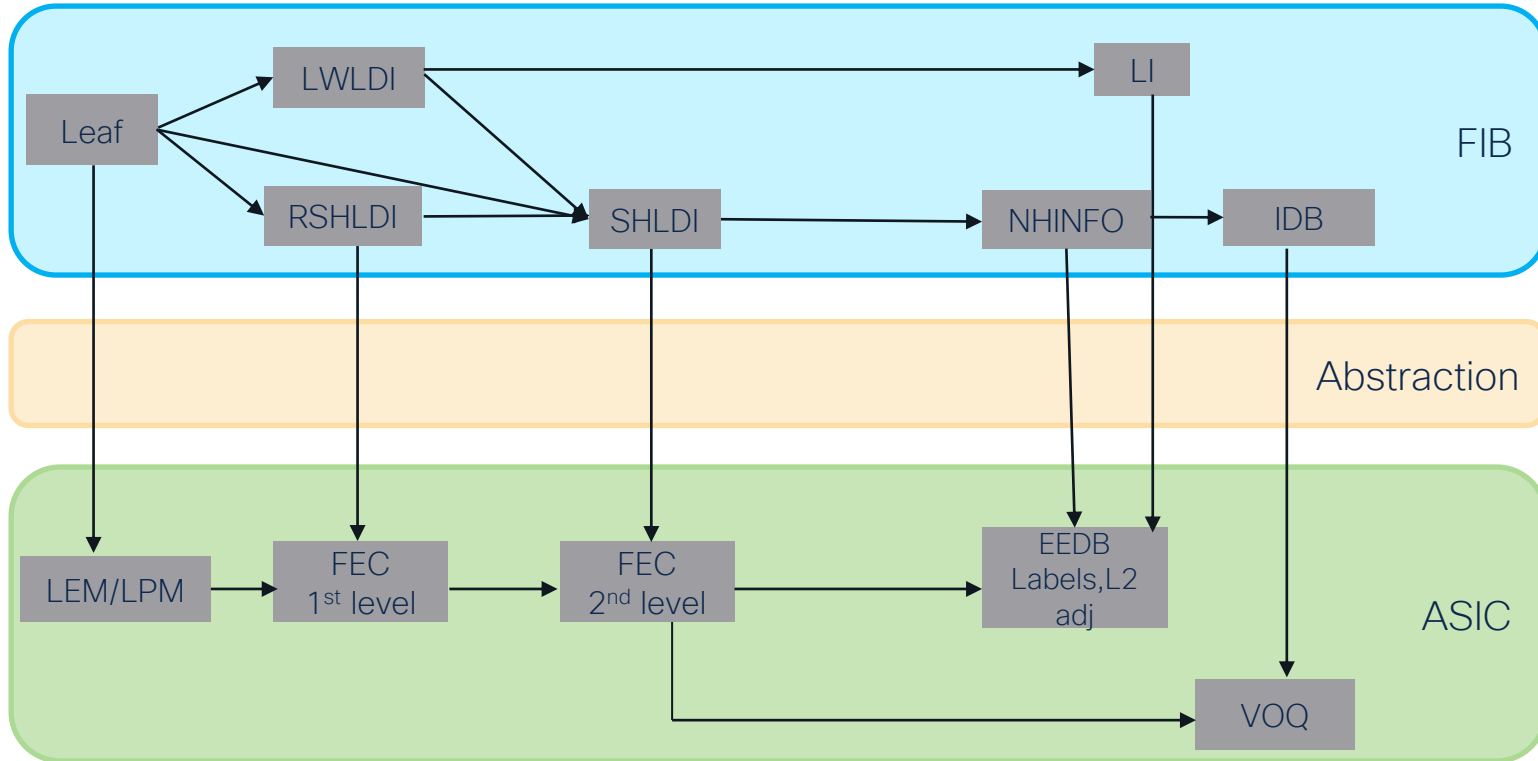 LWLDI
LI
Leaf
FIB
RSHLDI
SHLDI
NHINFO
IDB
Abstraction
LEM/LPM
FEC
1st level
FEC
2nd level
EEDB
Labels,L2
adj
ASIC
VOQ